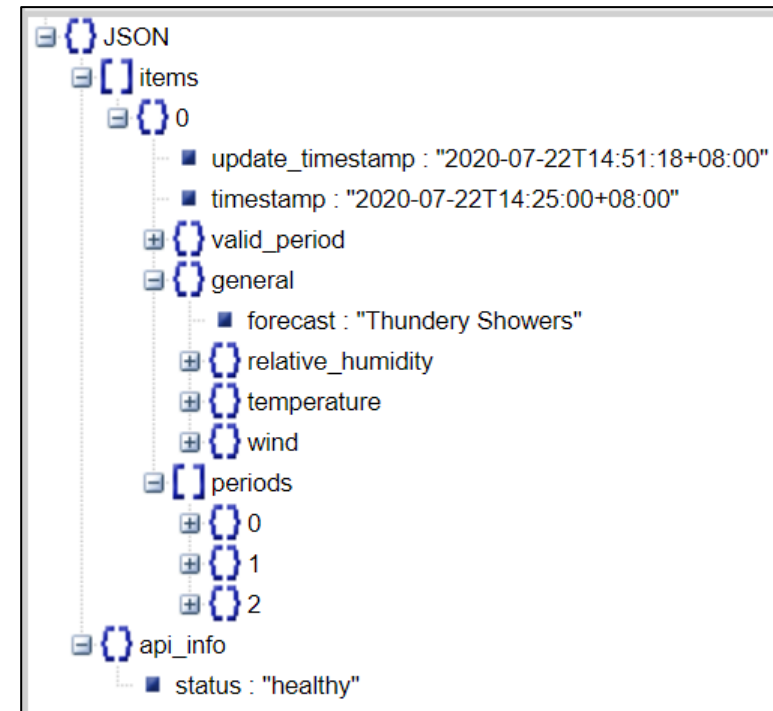 {} JSON
[] items
{} 0
update_timestamp : "2020-07-22T14:51:18+08:00"
timestamp : "2020-07-22T14:25:00+08:00"
{} valid_period
{} general
forecast : "Thundery Showers"
{} relative_humidity
{} temperature
{} wind
[] periods
{} 0
{} 1
{} 2
{} api_info
status : "healthy"